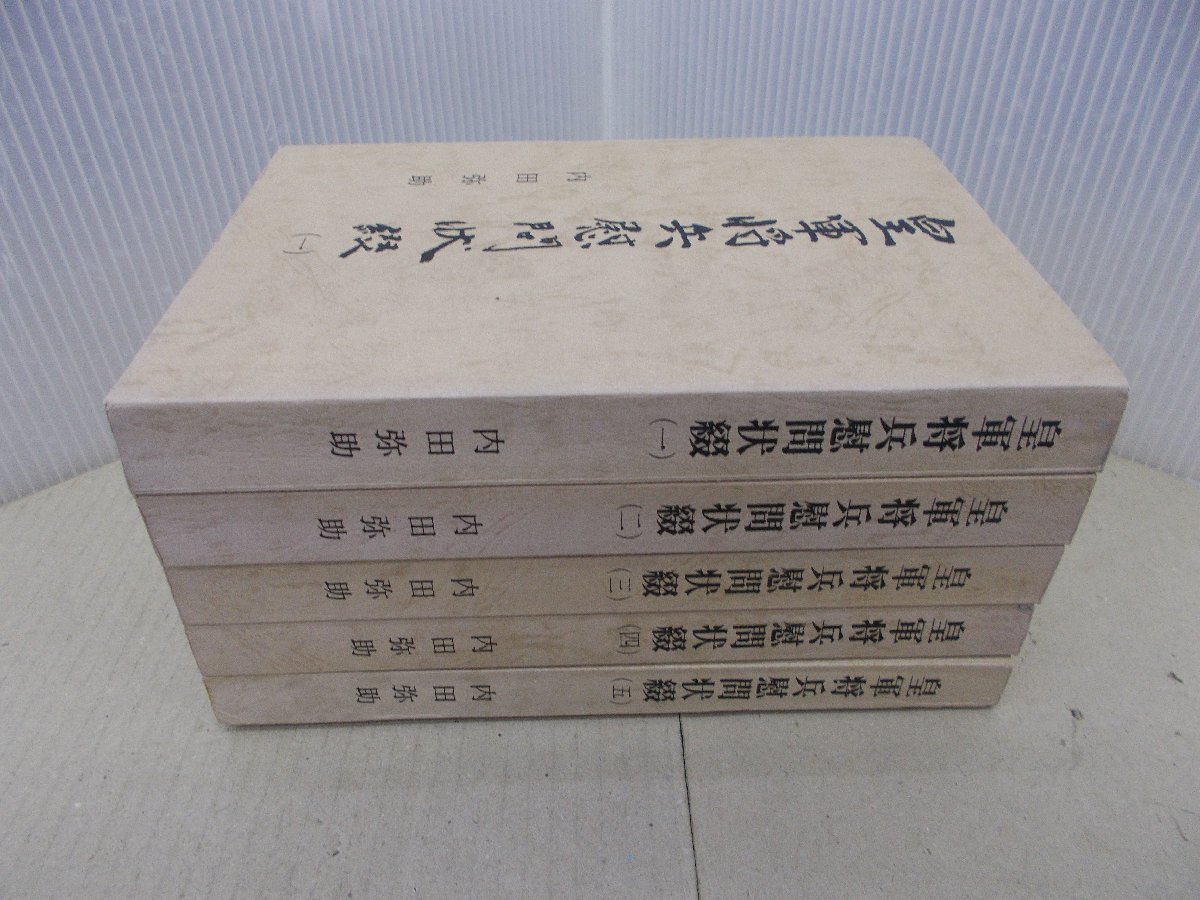 内田弥助
皇軍将兵慰問状綴(一)
皇軍将兵慰問状綴(一) 内田弥助
皇軍将兵慰問状綴(二) 内田弥助
皇軍将兵慰問状綴(三) 内田弥助
皇軍将兵慰問状綴(四) 内田弥助
皇軍将兵慰問状綴(五) 内田弥助